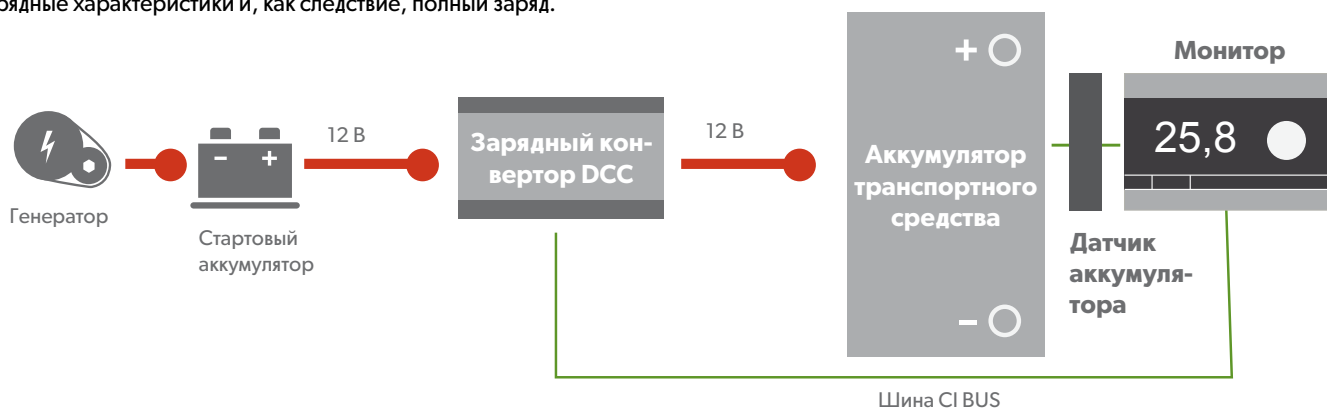 рядные характеристики и, как следствие, полный заряд.
Генератор
Стартовый
аккумулятор
12 В
Зарядный кон-
вертор DCC
12 В
Аккумулятор
транспортного
средства
Датчик
аккумуля-
тора
Монитор
25,8
Шина CI BUS